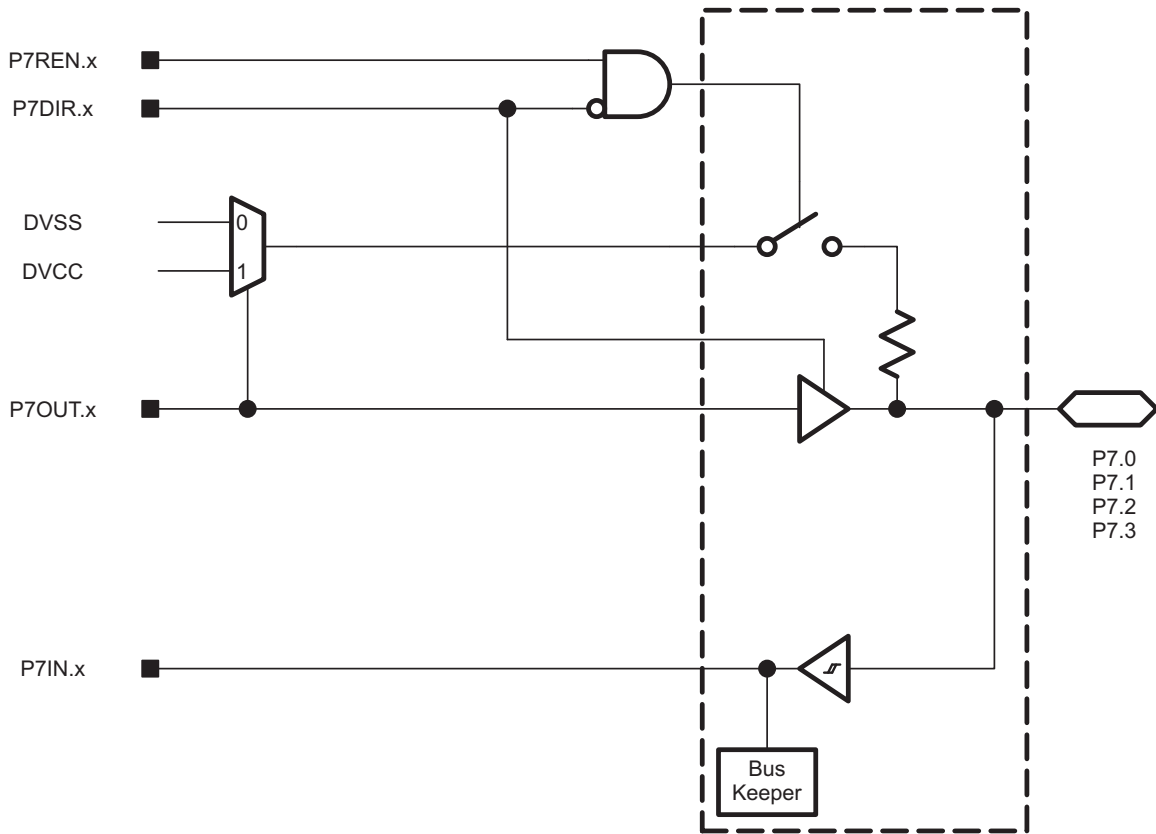 P7REN.x
P7DIR.x
DVSS
0
DVCC
1
P7OUT.x
P7.0
P7.1
P7.2
P7.3
P7IN.x
Bus
Keeper